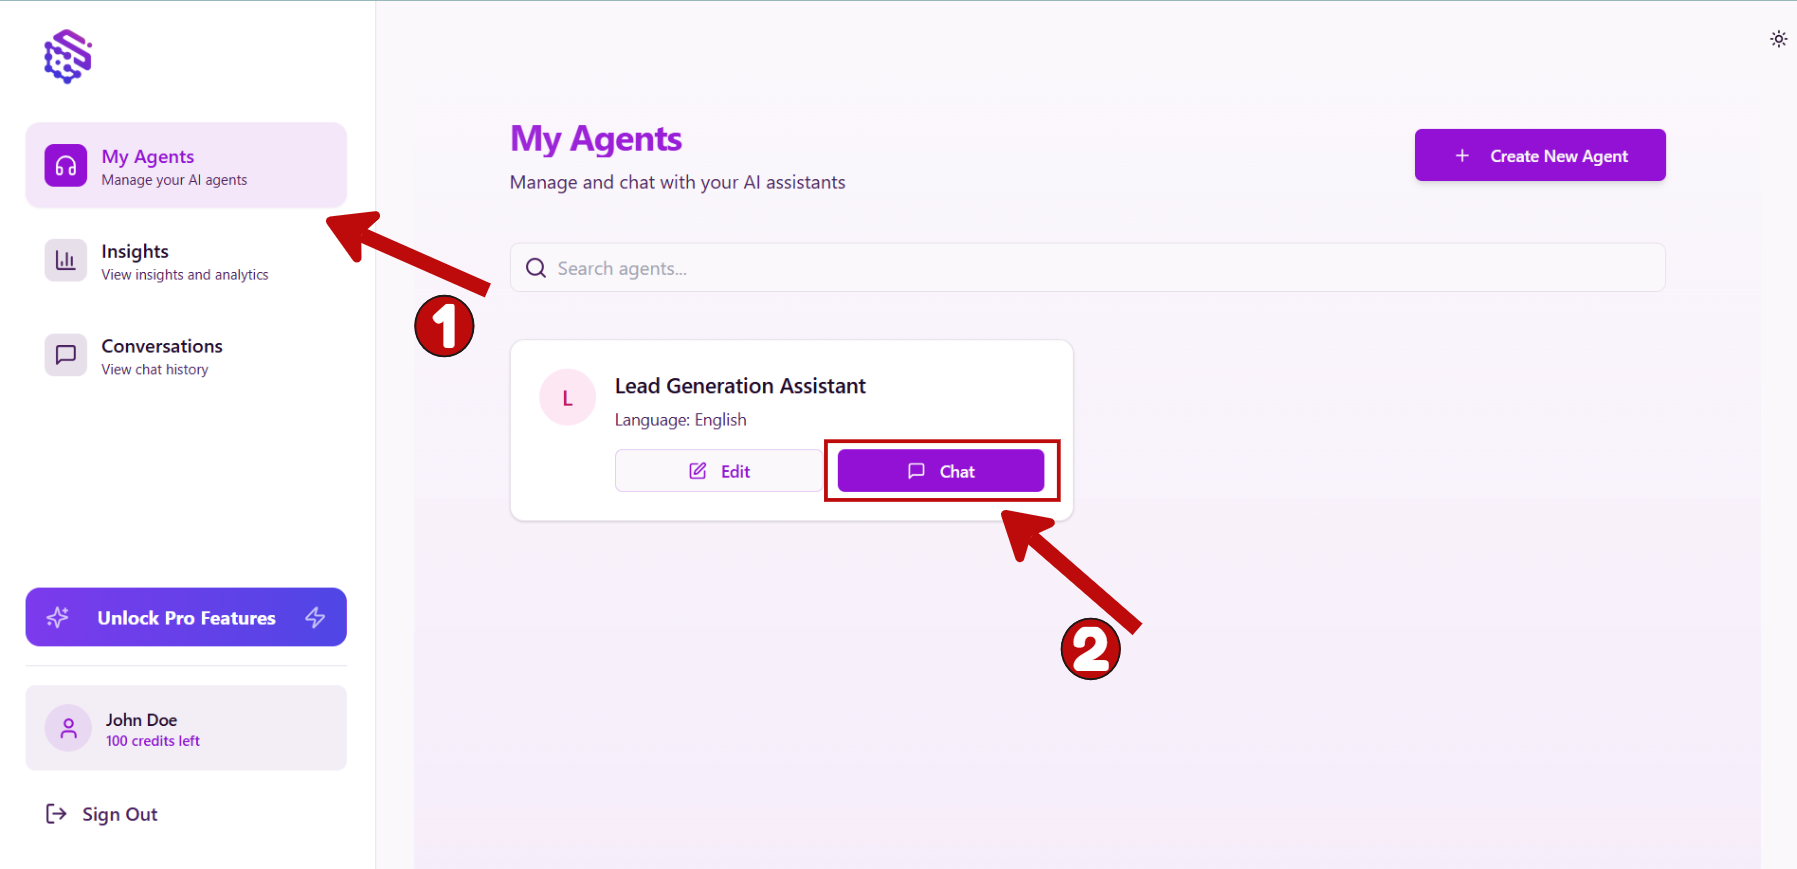 My Agents
Manage your AI agents
Insights
View insights and analytics
Conversations
View chat history
Unlock Pro Features
John Doe
100 credits left
Sign Out
My Agents
Manage and chat with your AI assistants
Create New Agent
Search agents...
L
Lead Generation Assistant
Language: English
Edit
Chat
1
2